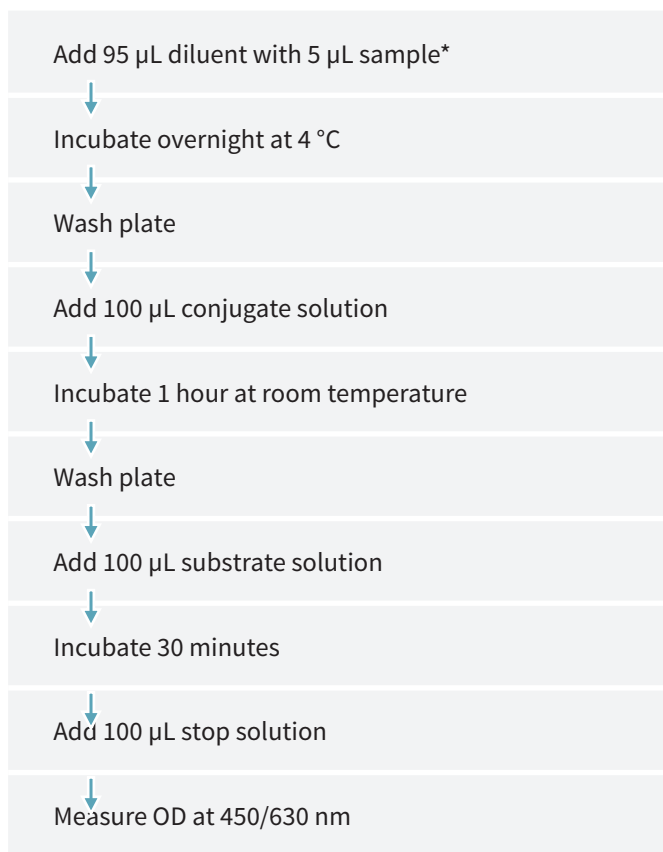 Add 95 µL diluent with 5 µL sample*
Incubate overnight at 4 °C
Wash plate
Add 100 µL conjugate solution
Incubate 1 hour at room temperature
Wash plate
Add 100 µL substrate solution
Incubate 30 minutes
Add 100 µL stop solution
Measure OD at 450/630 nm